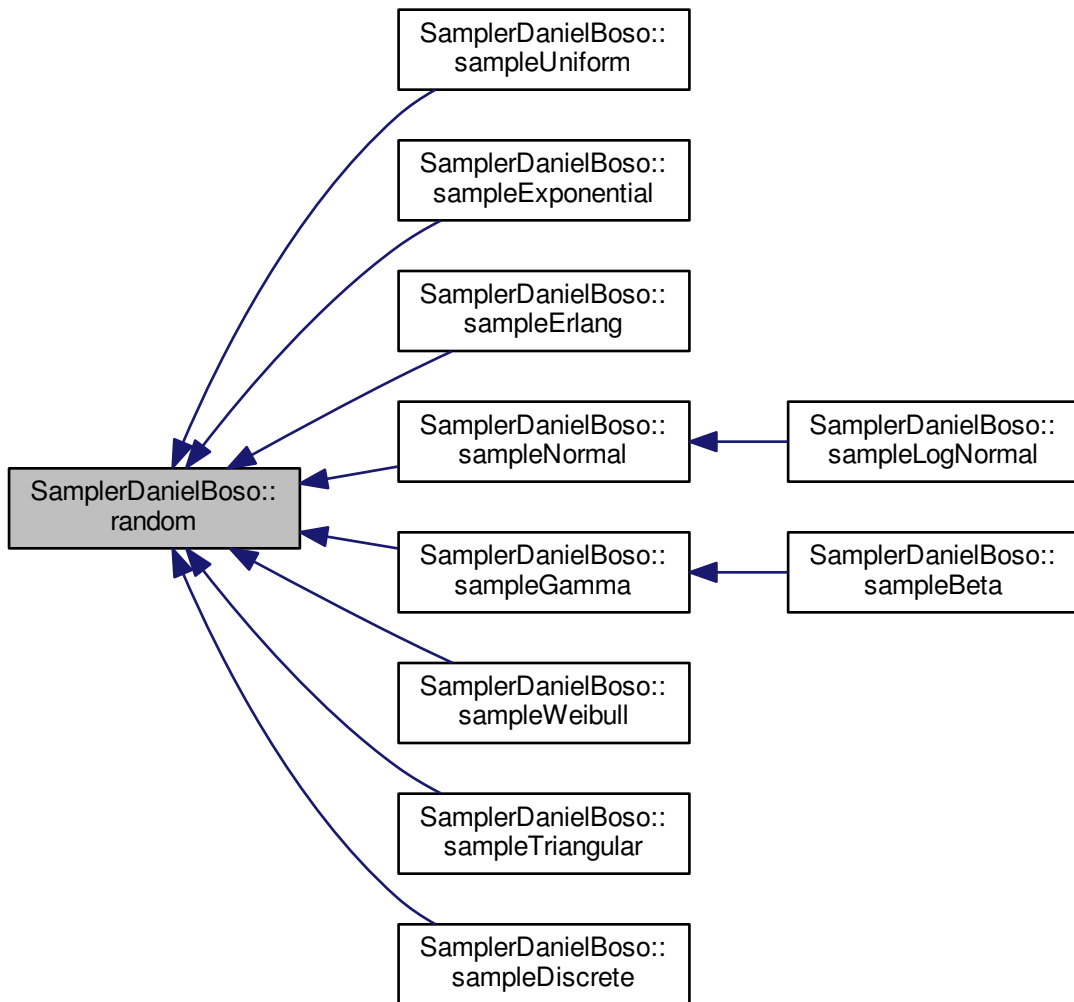 SamplerDanielBoso::
sampleUniform
SamplerDanielBoso::
sampleExponential
SamplerDanielBoso::
sampleErlang
SamplerDanielBoso::
sampleNormal
SamplerDanielBoso::
sampleLogNormal
SamplerDanielBoso::
random
SamplerDanielBoso::
sampleGamma
SamplerDanielBoso::
sampleBeta
SamplerDanielBoso::
sampleWeibull
SamplerDanielBoso::
sampleTriangular
SamplerDanielBoso::
sampleDiscrete